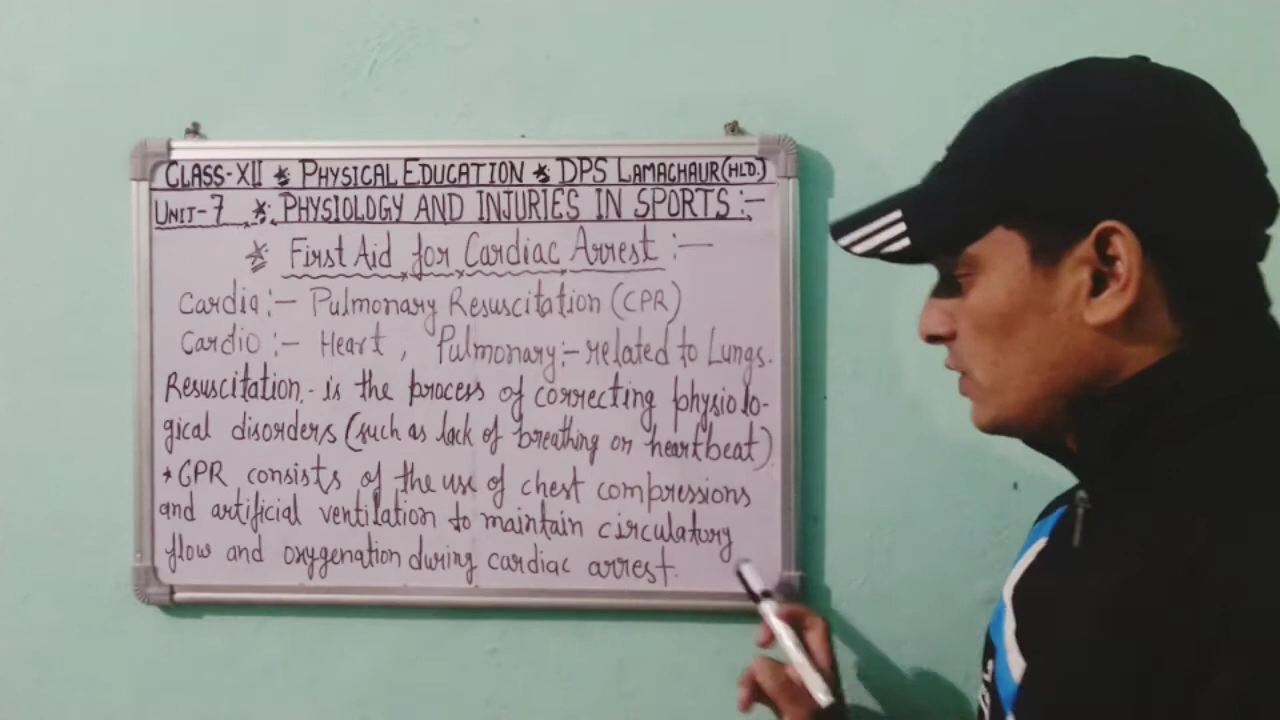 CLASS-XII * PHYSICAL EDUCATION * DPS LAMACHAUR (HLD.)
UNIT-7 * PHYSIOLOGY AND INJURIES IN SPORTS :-
* FIRST AID for CARDIAC ARREST :-
Cardia :- PULMONARY RESUSCITATION (CPR)
Cardio :- Heart, Pulmonary :- related to Lungs.
Resuscitation - is the process of correcting physiolo-
gical disorders (such as lack of breathing or heartbeat)
* CPR consists of the use of chest compressions
and artificial ventilation to maintain circulatory
flow and oxygenation during cardiac arrest.